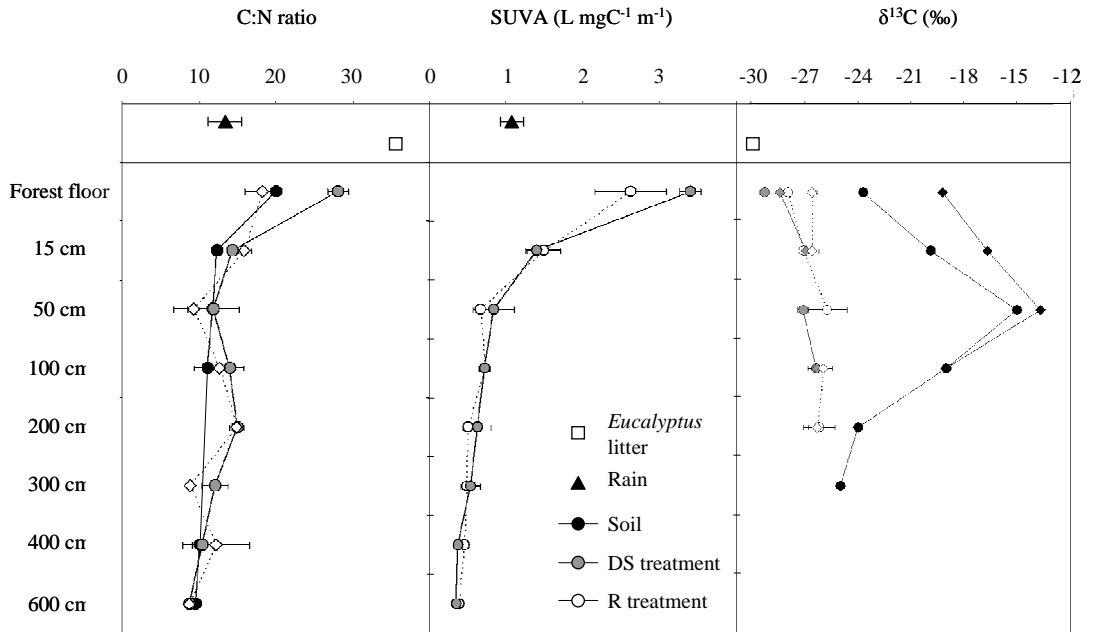 C:N ratio SUVA (L mgC⁻¹ m⁻¹) δ¹³C (‰)
0 10 20 30 0 1 3 -30 -27 -24 -21 -18 -15 -12
Forest floor
15 cm
50 cm
100 cm
200 cm
300 cm
400 cm
600 cm
Eucalyptus
litter
Rain
Soil
DS treatment
R treatment